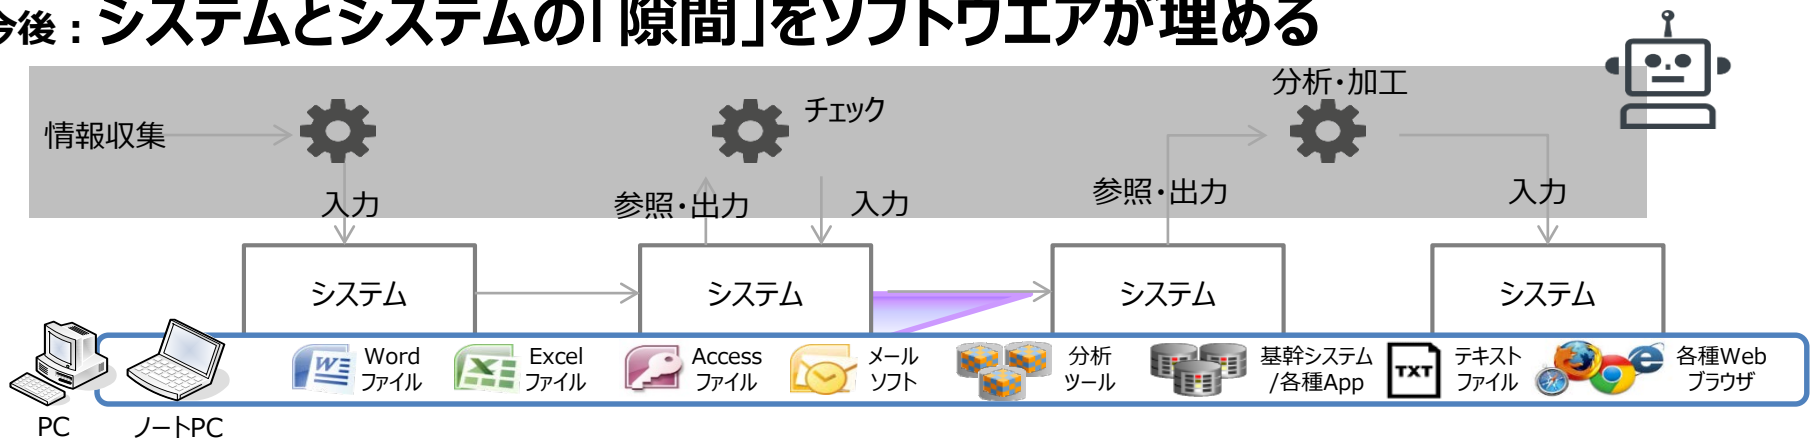 今後：システムとシステムの「隙間」をソフトウエアが埋める
分析・加工
チェック
情報収集
入力
参照・出力
入力
参照・出力
入力
システム
システム
システム
システム
Word
ファイル
Excel
ファイル
Access
ファイル
メール
ソフト
分析
ツール
基幹システム
/各種App
TXT
テキスト
ファイル
各種Web
ブラウザ
PC
ノートPC